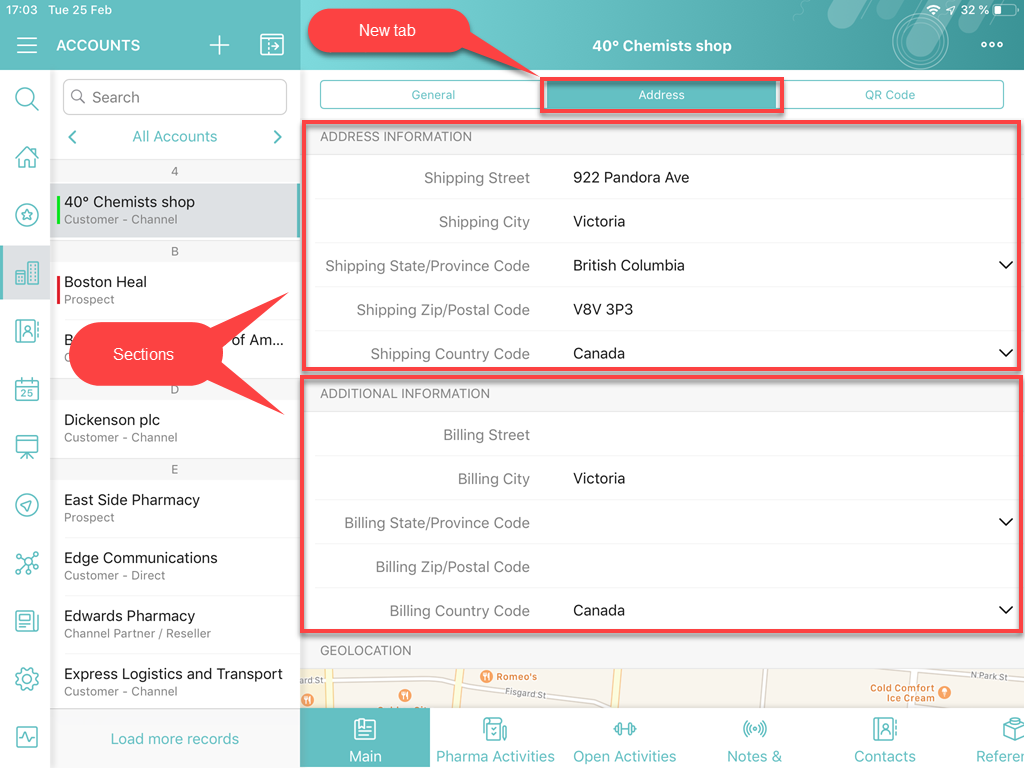 17:03 Tue 25 Feb
32 %
ACCOUNTS
Search
All Accounts
4
40° Chemists shop
Customer - Channel
B
Boston Heal
Prospect
of Am...
D
Dickenson plc
Customer - Channel
E
East Side Pharmacy
Prospect
Edge Communications
Customer - Direct
Edwards Pharmacy
Channel Partner / Reseller
Express Logistics and Transport
Customer - Channel
Load more records
25
New tab
Sections
40° Chemists shop
General Address QR Code
ADDRESS INFORMATION
Shipping Street 922 Pandora Ave
Shipping City Victoria
Shipping State/Province Code British Columbia
Shipping Zip/Postal Code V8V 3P3
Shipping Country Code Canada
ADDITIONAL INFORMATION
Billing Street
Billing City Victoria
Billing State/Province Code
Billing Zip/Postal Code
Billing Country Code Canada
GEOLOCATION
ard St
Romeo's
Fisgard St
N Park St
Cold Comfort
Ice Cream
Main Pharma Activities Open Activities Notes & Contacts Referen